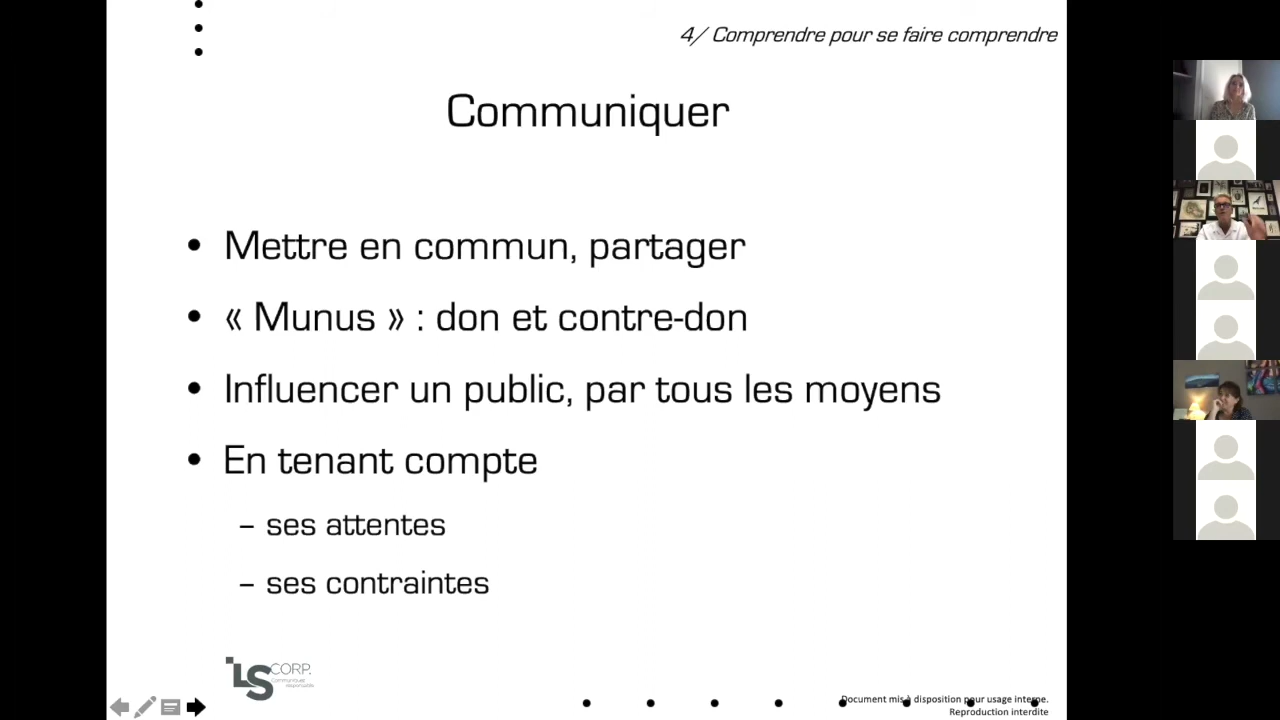 4/ Comprendre pour se faire comprendre
Communiquer
• Mettre en commun, partager
• « Munus » : don et contre-don
• Influencer un public, par tous les moyens
• En tenant compte
– ses attentes
– ses contraintes
LS CORP.
Communiquez
responsable
Document mis à disposition pour usage interne.
Reproduction interdite